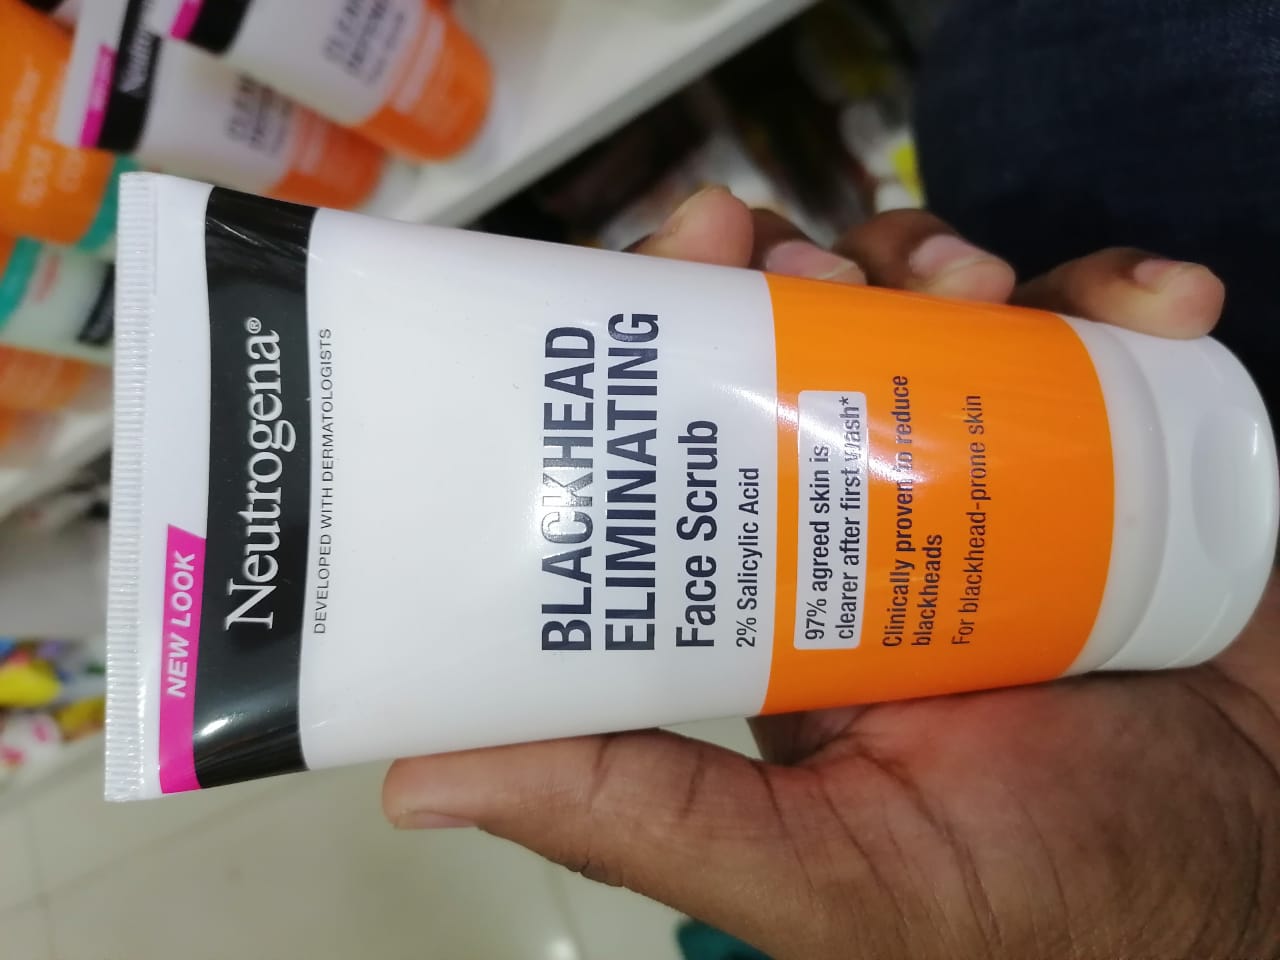 NEW LOOK
Neutrogena®
DEVELOPED WITH DERMATOLOGISTS
BLACKHEAD
ELIMINATING
Face Scrub
2% Salicylic Acid
97% agreed skin is
clearer after first wash*
Clinically proven to reduce
blackheads
For blackhead-prone skin